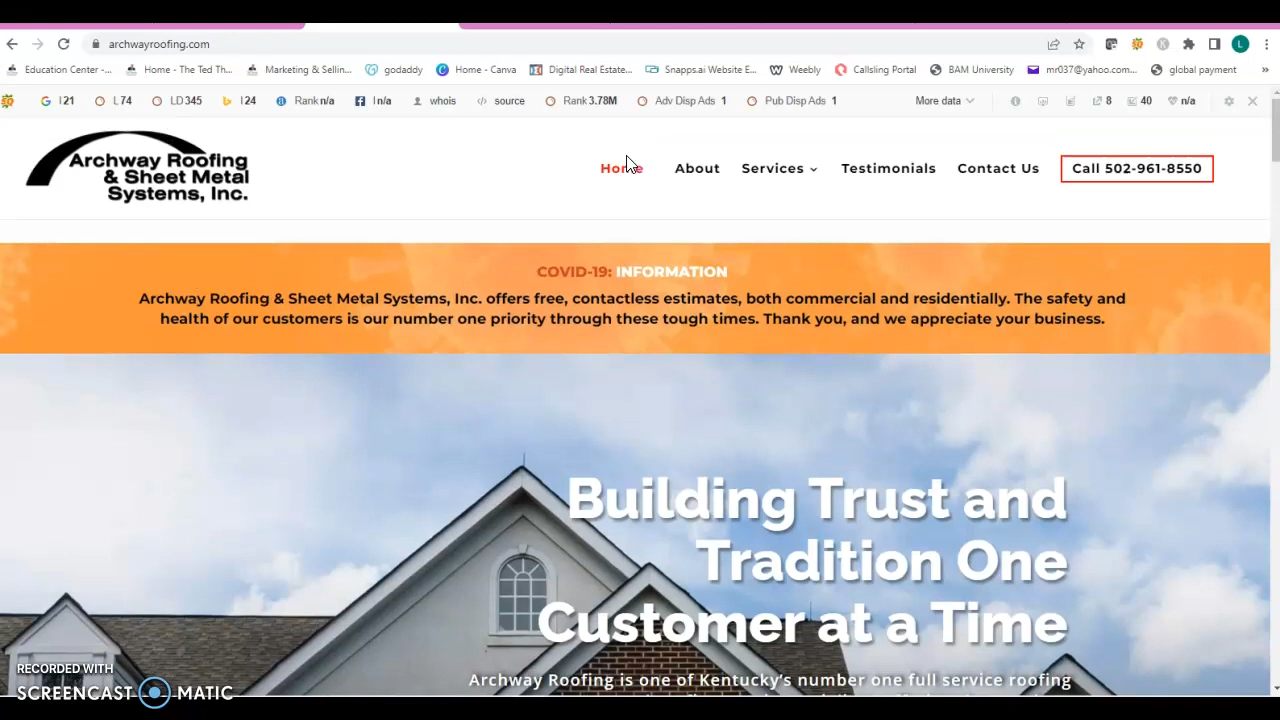 archwayroofing.com
L
Education Center -...
Home - The Ted Th...
Marketing & Sellin...
godaddy
Home - Canva
Digital Real Estate...
Snapps.ai Website E...
Weebly
Callsling Portal
BAM University
mr037@yahoo.com...
global payment
»
I 21
L 74
LD 345
I 24
Rank n/a
I n/a
whois
source
Rank 3.78M
Adv Disp Ads 1
Pub Disp Ads 1
More data
8
40
n/a
Archway Roofing
& Sheet Metal
Systems, Inc.
Home
About
Services
Testimonials
Contact Us
Call 502-961-8550
COVID-19: INFORMATION
Archway Roofing & Sheet Metal Systems, Inc. offers free, contactless estimates, both commercial and residentially. The safety and
health of our customers is our number one priority through these tough times. Thank you, and we appreciate your business.
Building Trust and
Tradition One
Customer at a Time
Archway Roofing is one of Kentucky's number one full service roofing
RECORDED WITH
SCREENCAST MATIC